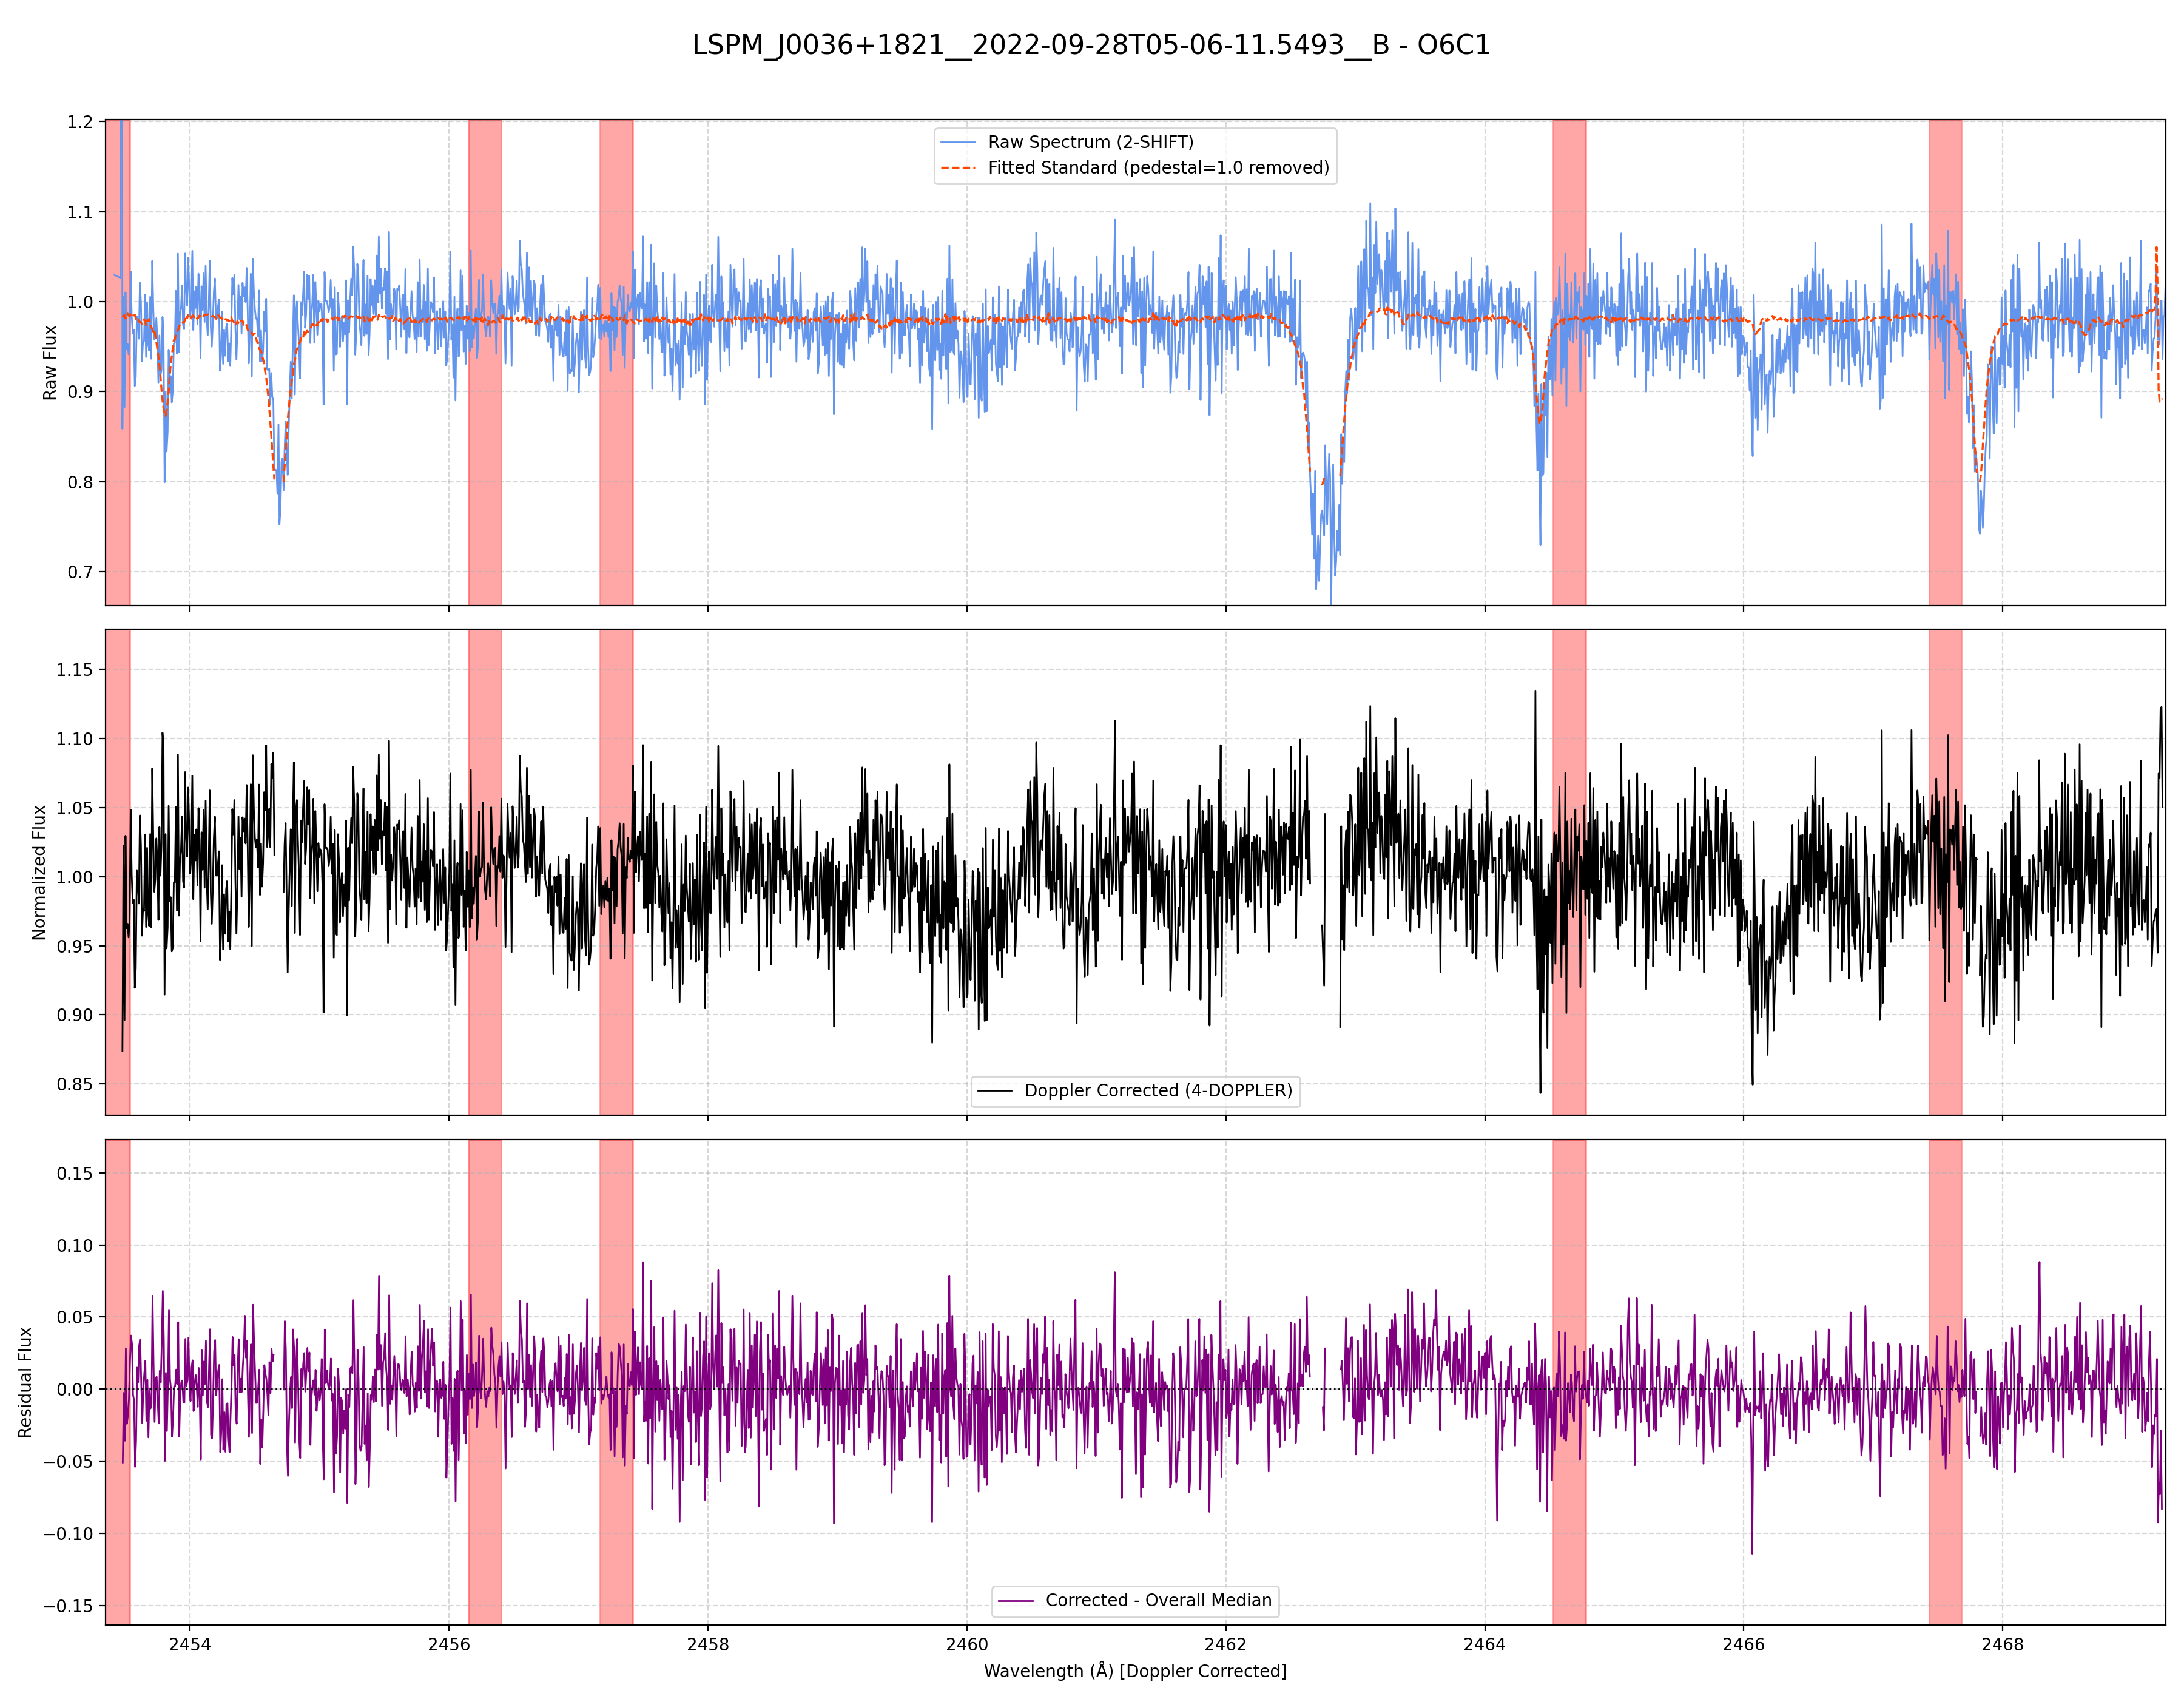 LSPM_J0036+1821__2022-09-28T05-06-11.5493__B - O6C1
1.2
1.1
1.0
0.9
0.8
0.7
Raw Flux
Raw Spectrum (2-SHIFT)
Fitted Standard (pedestal=1.0 removed)
1.15
1.10
1.05
1.00
0.95
0.90
0.85
Normalized Flux
Doppler Corrected (4-DOPPLER)
0.15
0.10
0.05
0.00
−0.05
−0.10
−0.15
Residual Flux
Corrected - Overall Median
2454 2456 2458 2460 2462 2464 2466 2468
Wavelength (Å) [Doppler Corrected]